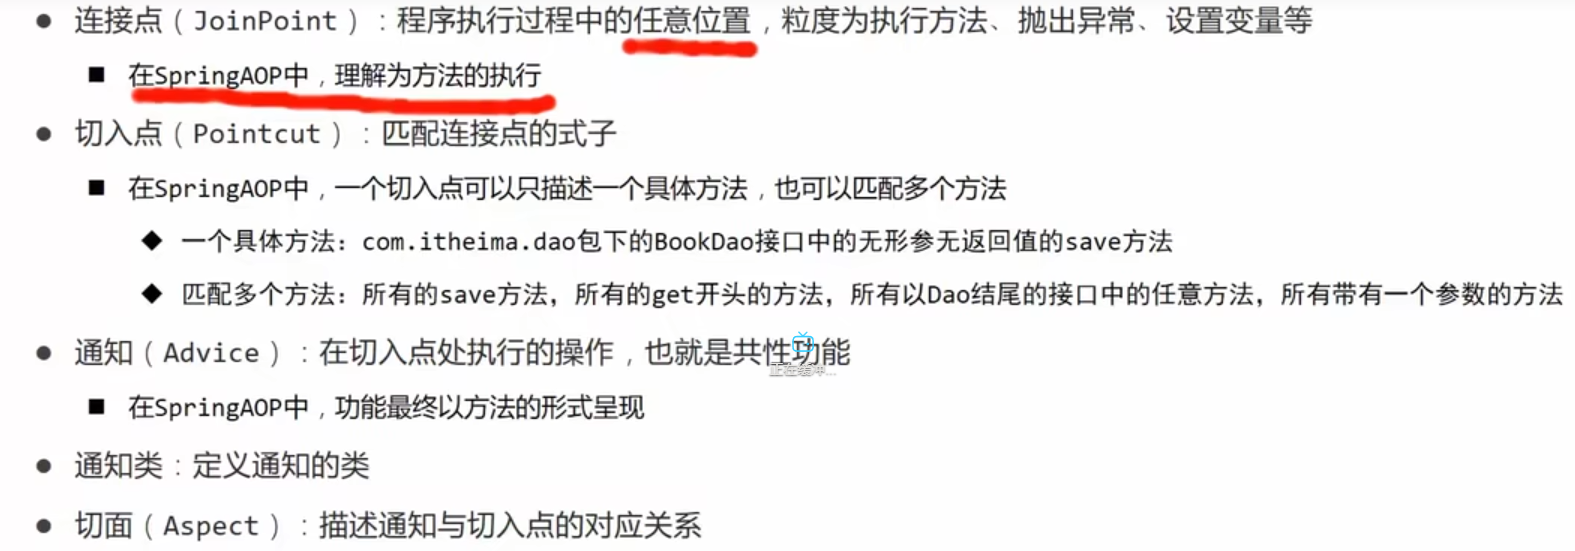 ● 连接点（JoinPoint）：程序执行过程中的任意位置，粒度为执行方法、抛出异常、设置变量等
■ 在SpringAOP中，理解为方法的执行
● 切入点（Pointcut）：匹配连接点的式子
■ 在SpringAOP中，一个切入点可以只描述一个具体方法，也可以匹配多个方法
◆ 一个具体方法：com.itheima.dao包下的BookDao接口中的无形参无返回值的save方法
◆ 匹配多个方法：所有的save方法，所有的get开头的方法，所有以Dao结尾的接口中的任意方法，所有带有一个参数的方法
● 通知（Advice）：在切入点处执行的操作，也就是共性功能
正在缓冲...
■ 在SpringAOP中，功能最终以方法的形式呈现
● 通知类：定义通知的类
● 切面（Aspect）：描述通知与切入点的对应关系